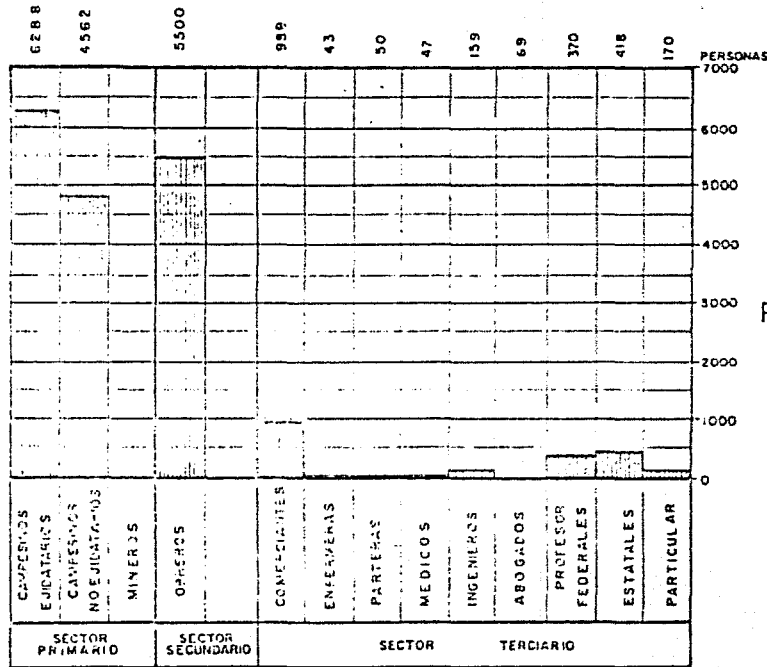 6288 4562 5500 999 43 50 47 159 69 370 418 170
PERSONAS
7000
6000
5000
4000
3000
2000
1000
0
CAMPESINOS EJIDATARIOS
CAMPESINOS NO EJIDATARIOS
MINEROS
OBREROS
COMERCIANTES
ENFERMERAS
PARTERAS
MEDICOS
INGENIEROS
ABOGADOS
PROFESOR FEDERALES
ESTATALES
PARTICULAR
SECTOR PRIMARIO
SECTOR SECUNDARIO
SECTOR TERCIARIO